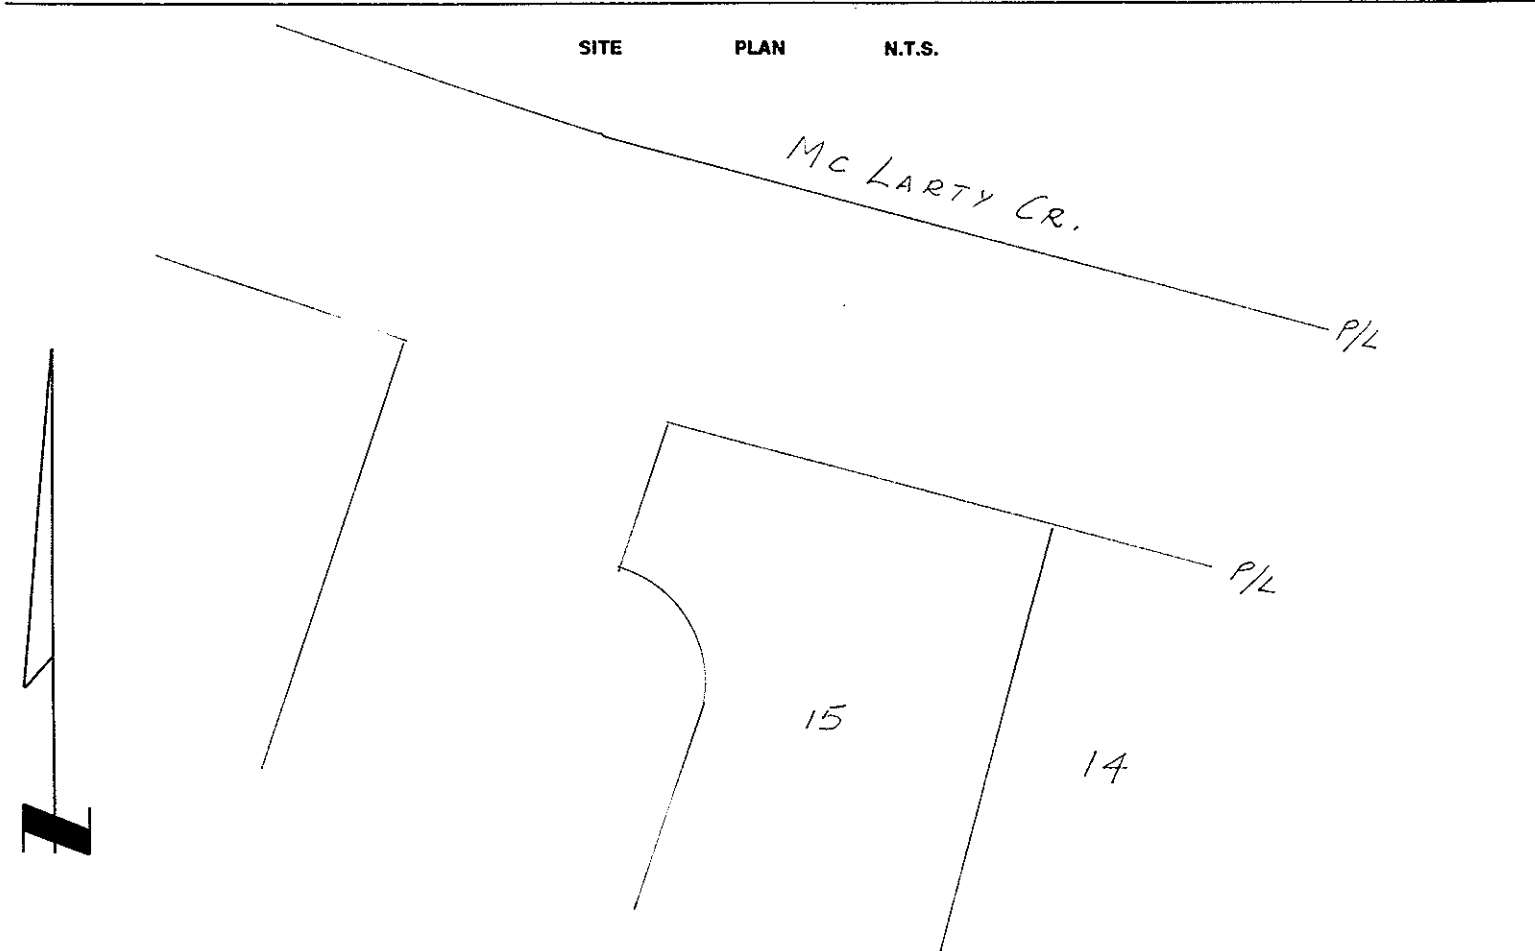 SITE PLAN N.T.S.
MC LARTY CR.
P/L
P/L
15
14
N